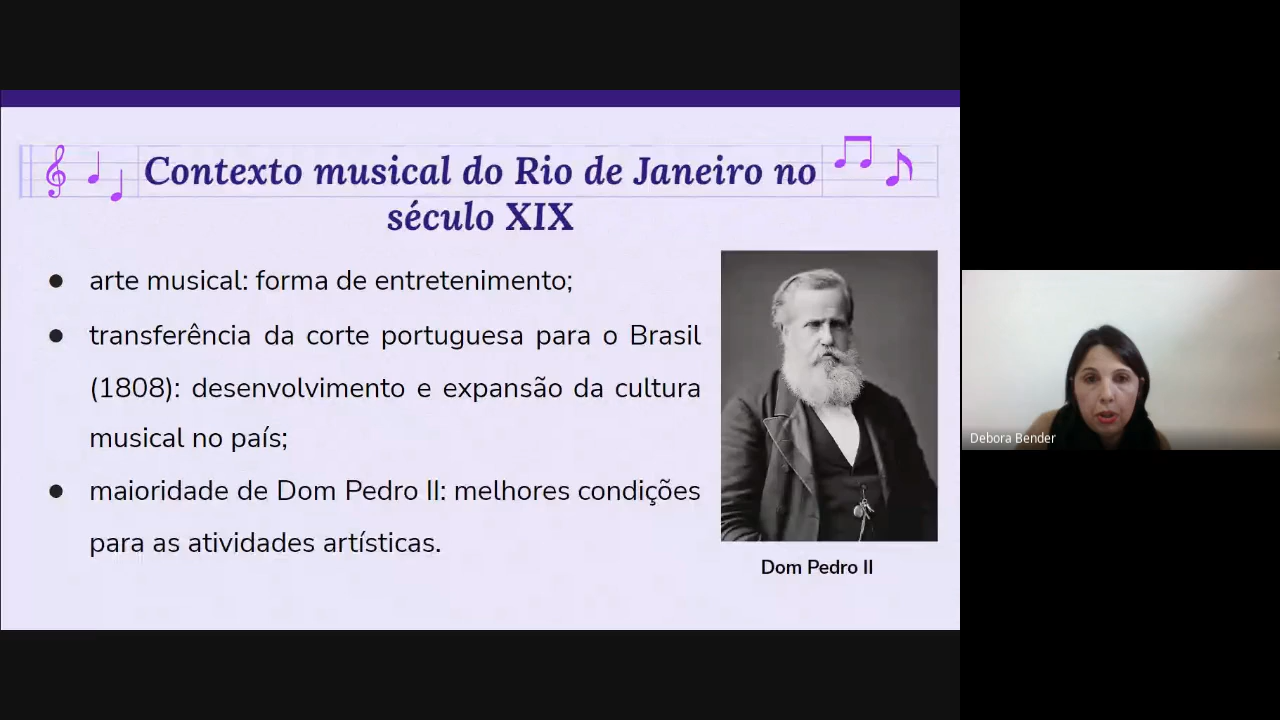 Contexto musical do Rio de Janeiro no
século XIX
● arte musical: forma de entretenimento;
● transferência da corte portuguesa para o Brasil
(1808): desenvolvimento e expansão da cultura
musical no país;
● maioridade de Dom Pedro II: melhores condições
para as atividades artísticas.
Dom Pedro II
Debora Bender